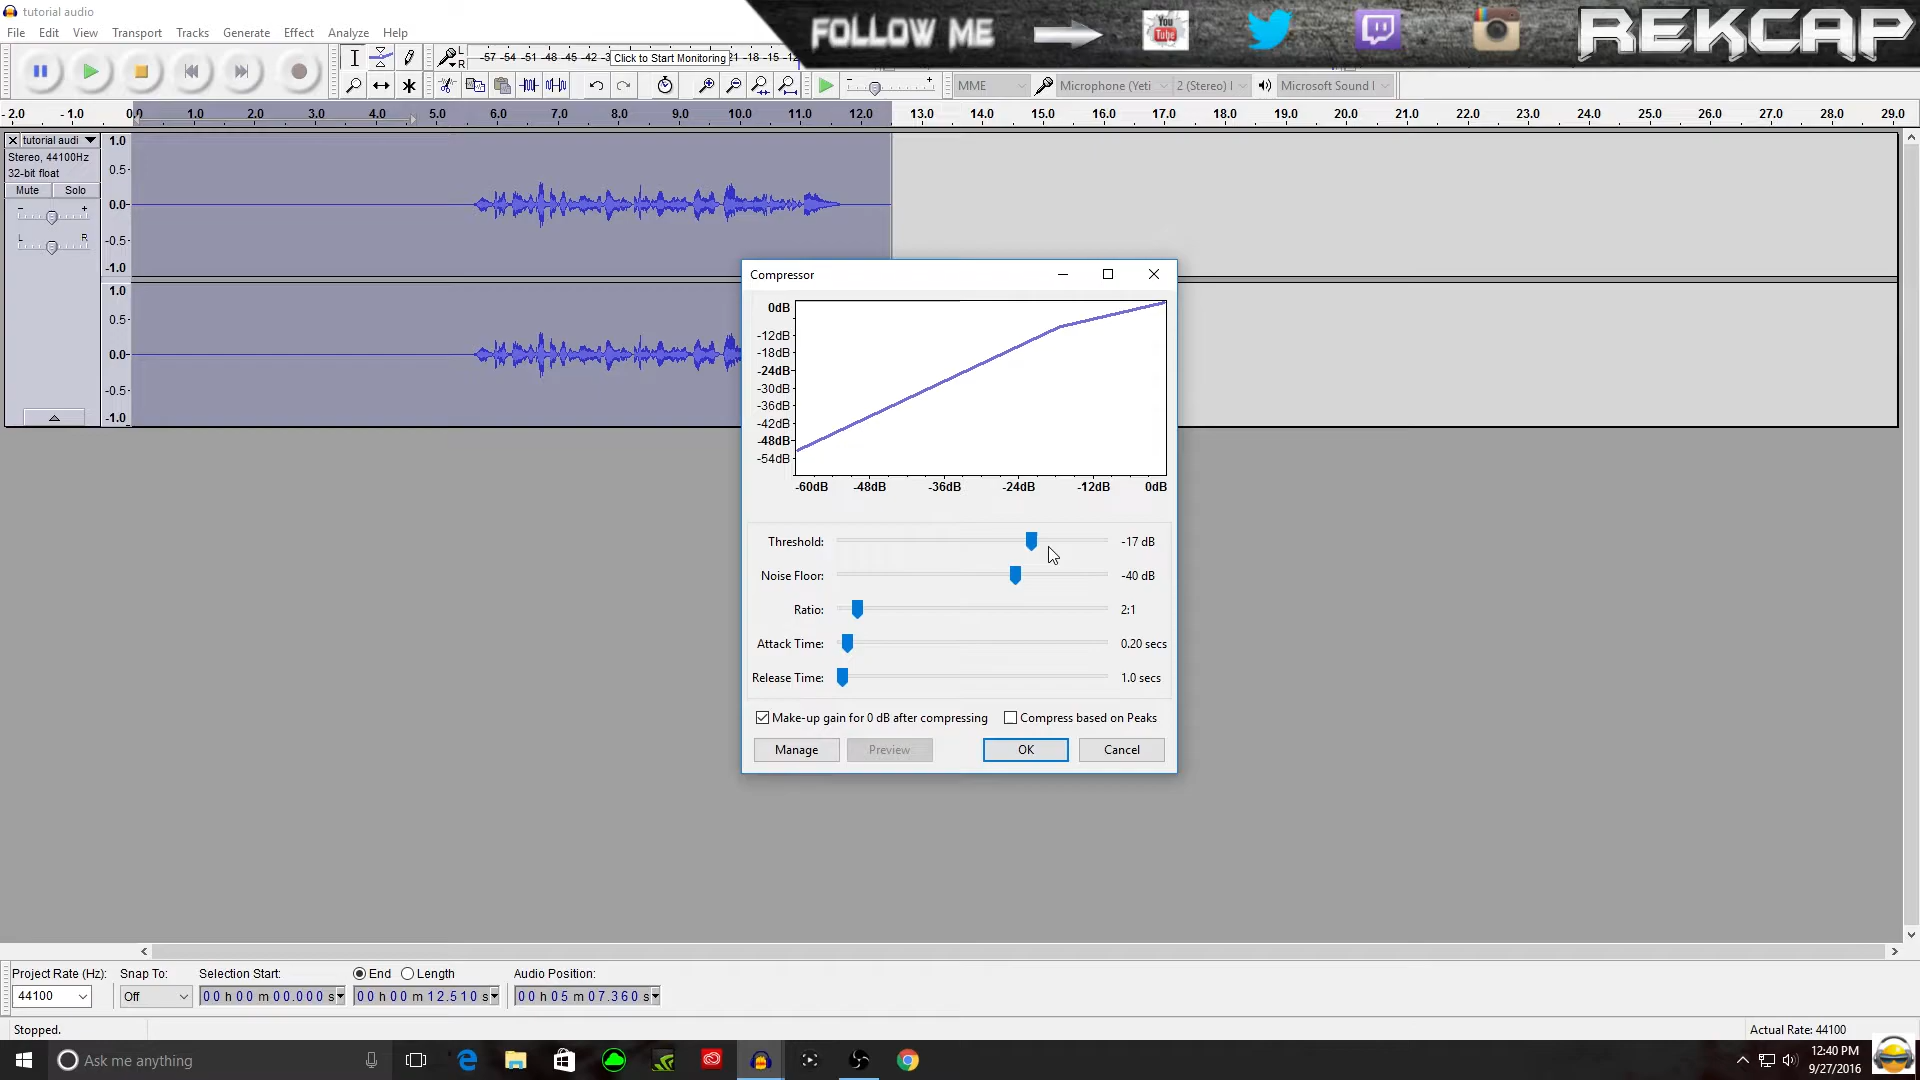 tutorial audio
FOLLOW ME
You
Tube
REKCAP
File Edit View Transport Tracks Generate Effect Analyze Help
L
R
-57 -54 -51 -48 -45 -42 -3 Click to Start Monitoring 21 -18 -15 -12
MME Microphone (Yeti 2 (Stereo) I Microsoft Sound I
- 2.0 - 1.0 0.0 1.0 2.0 3.0 4.0 5.0 6.0 7.0 8.0 9.0 10.0 11.0 12.0 13.0 14.0 15.0 16.0 17.0 18.0 19.0 20.0 21.0 22.0 23.0 24.0 25.0 26.0 27.0 28.0 29.0
tutorial audi
Stereo, 44100Hz
32-bit float
Mute Solo
- +
L R
1.0
0.5
0.0
-0.5
-1.0
1.0
0.5
0.0
-0.5
-1.0
Compressor
0dB
-12dB
-18dB
-24dB
-30dB
-36dB
-42dB
-48dB
-54dB
-60dB -48dB -36dB -24dB -12dB 0dB
Threshold: -17 dB
Noise Floor: -40 dB
Ratio: 2:1
Attack Time: 0.20 secs
Release Time: 1.0 secs
Make-up gain for 0 dB after compressing Compress based on Peaks
Manage Preview OK Cancel
Project Rate (Hz): Snap To: Selection Start: End Length Audio Position:
44100 Off 00 h 00 m 00.000 s 00 h 00 m 12.510 s 00 h 05 m 07.360 s
Stopped. Actual Rate: 44100
Ask me anything
12:40 PM
9/27/2016